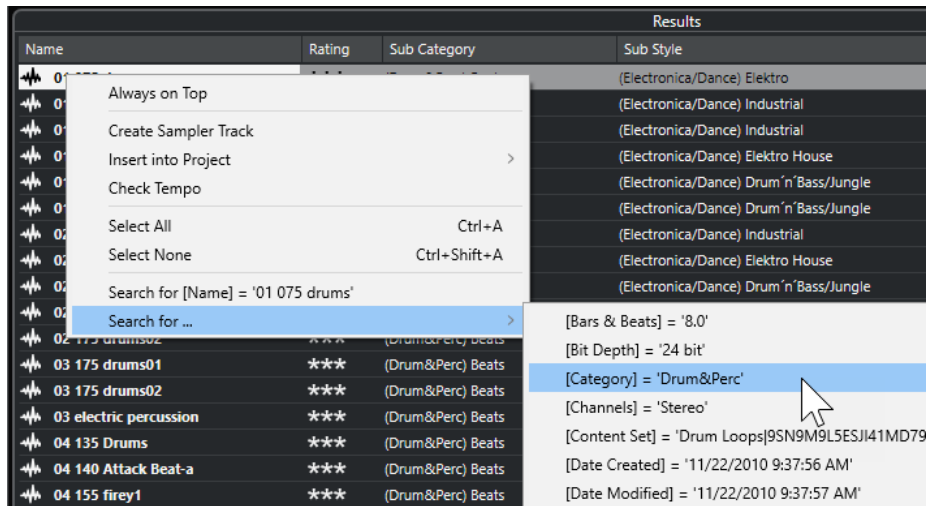 Results
Name Rating Sub Category Sub Style
(Electronica/Dance) Elektro
(Electronica/Dance) Industrial
(Electronica/Dance) Industrial
(Electronica/Dance) Elektro House
(Electronica/Dance) Drum´n´Bass/Jungle
(Electronica/Dance) Drum´n´Bass/Jungle
(Electronica/Dance) Industrial
(Electronica/Dance) Elektro House
(Electronica/Dance) Drum´n´Bass/Jungle
Always on Top
Create Sampler Track
Insert into Project
Check Tempo
Select All Ctrl+A
Select None Ctrl+Shift+A
Search for [Name] = '01 075 drums'
Search for ...
[Bars & Beats] = '8.0'
[Bit Depth] = '24 bit'
[Category] = 'Drum&Perc'
[Channels] = 'Stereo'
[Content Set] = 'Drum Loops|9SN9M9L5ESJI41MD79
[Date Created] = '11/22/2010 9:37:56 AM'
[Date Modified] = '11/22/2010 9:37:57 AM'
02 175 drums02 *** (Drum&Perc) Beats
03 175 drums01 *** (Drum&Perc) Beats
03 175 drums02 *** (Drum&Perc) Beats
03 electric percussion *** (Drum&Perc) Beats
04 135 Drums *** (Drum&Perc) Beats
04 140 Attack Beat-a *** (Drum&Perc) Beats
04 155 firey1 *** (Drum&Perc) Beats